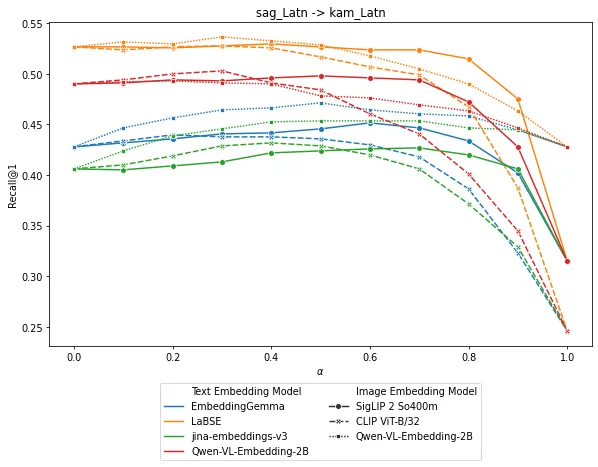 sag_Latn -> kam_Latn
Recall@1
0.55
0.50
0.45
0.40
0.35
0.30
0.25
0.0 0.2 0.4 0.6 0.8 1.0
α
Text Embedding Model
EmbeddingGemma
LaBSE
jina-embeddings-v3
Qwen-VL-Embedding-2B
Image Embedding Model
SigLIP 2 So400m
CLIP ViT-B/32
Qwen-VL-Embedding-2B